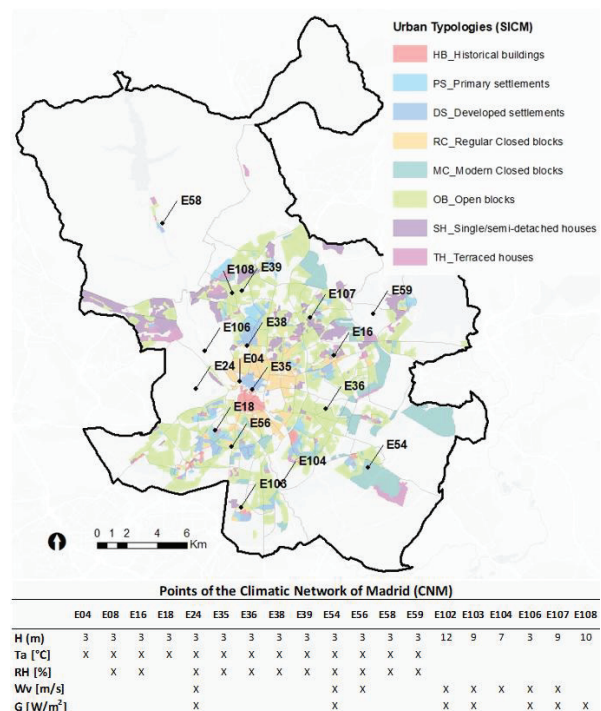 Urban Typologies (SICM)
HB_Historical buildings
PS_Primary settlements
DS_Developed settlements
RC_Regular Closed blocks
MC_Modern Closed blocks
OB_Open blocks
SH_Single/semi-detached houses
TH_Terraced houses
E58
E108
E39
E59
E107
E106
E38
E16
E04
E24
E35
E36
E18
E56
E54
E104
E103
0 1 2 4 6
Km
Points of the Climatic Network of Madrid (CNM)
E04 E08 E16 E18 E24 E35 E36 E38 E39 E54 E56 E58 E59 E102 E103 E104 E106 E107 E108
H (m) 3 3 3 3 3 3 3 3 3 3 3 3 3 12 9 7 3 9 10
Ta [°C] X X X X X X X X X X X X X
RH [%] X X X X X X X X X X X
Wv [m/s] X X X X X X X X
G [W/m²] X X X X X X X